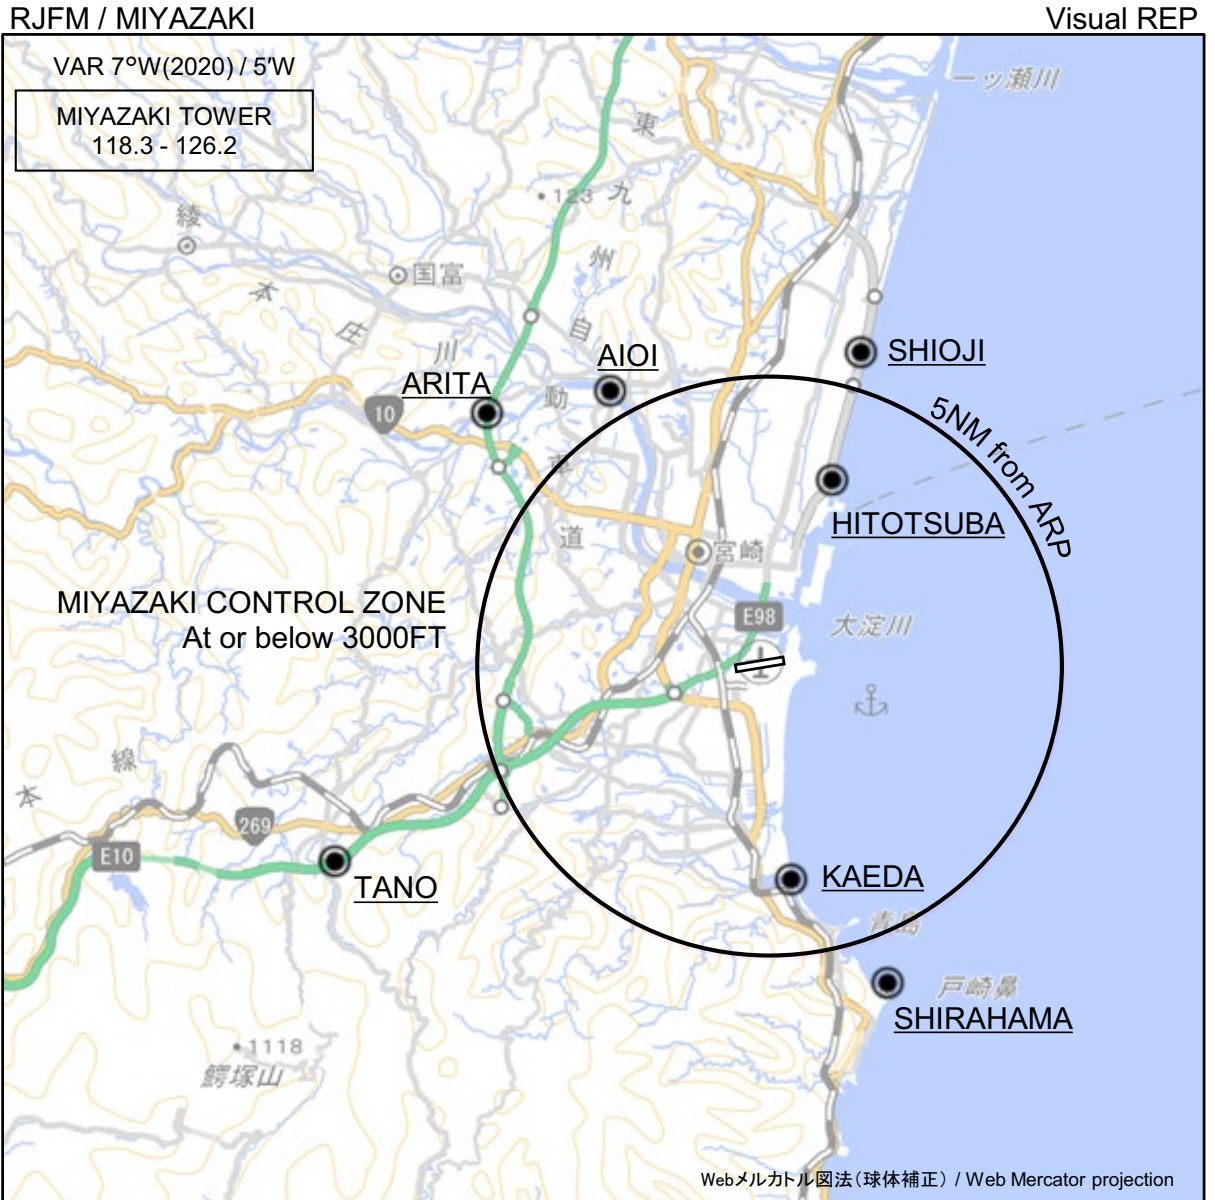 RJFM / MIYAZAKI
Visual REP
VAR 7°W(2020) / 5'W
MIYAZAKI TOWER
118.3 - 126.2
一ッ瀬川
東
九
州
自
動
車
道
・123
綾
国富
本
庄
川
SHIOJI
AIOI
ARITA
10
5NM from ARP
HITOTSUBA
宮崎
MIYAZAKI CONTROL ZONE
At or below 3000FT
E98
大淀川
線
本
269
E10
TANO
KAEDA
青島
戸崎鼻
SHIRAHAMA
・1118
鰐塚山
Webメルカトル図法(球体補正) / Web Mercator projection